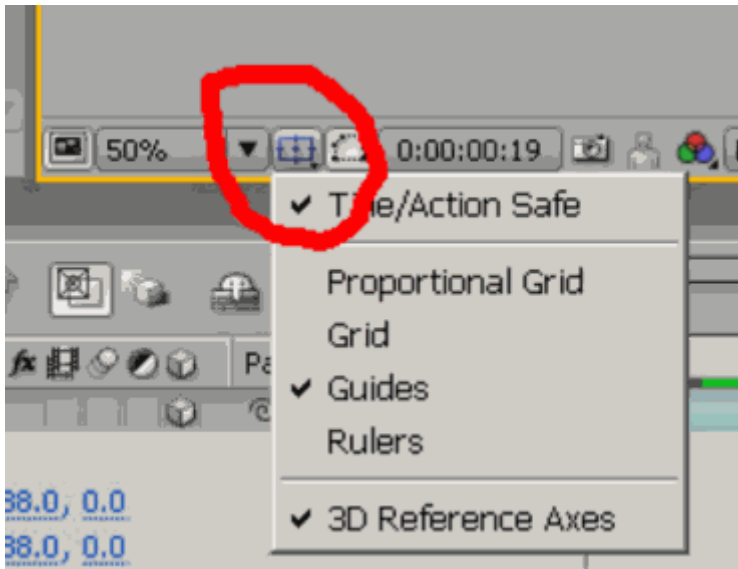 50%
0:00:00:19
Title/Action Safe
Proportional Grid
Grid
fx
Guides
Rulers
38.0, 0.0
3D Reference Axes
38.0, 0.0